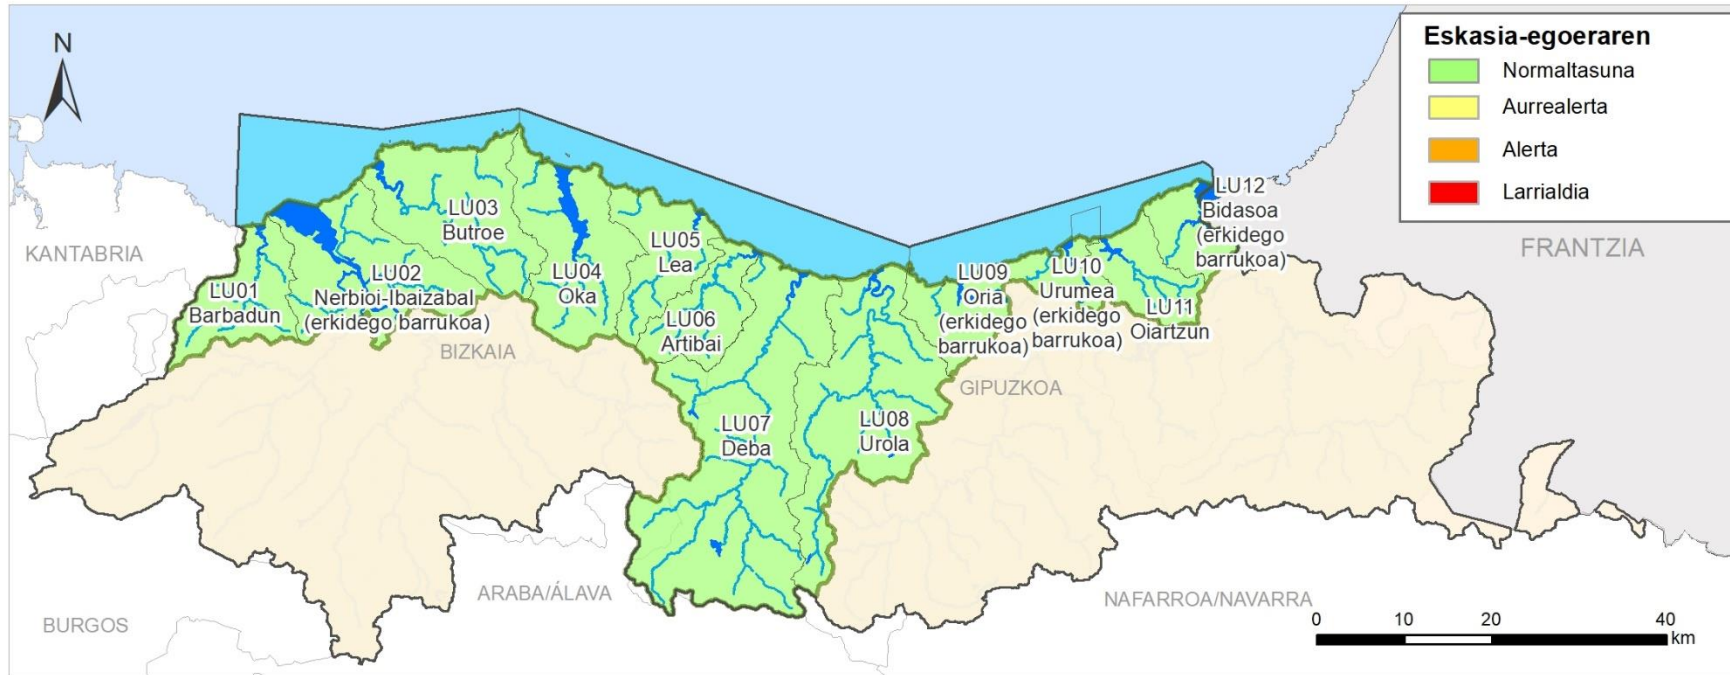 N
Eskasia-egoeraren
Normaltasuna
Aurrealerta
Alerta
Larrialdia
KANTABRIA
FRANTZIA
LU01
Barbadun
LU02
Nerbioi-Ibaizabal
(erkidego barrukoa)
LU03
Butroe
LU04
Oka
LU05
Lea
LU06
Artibai
LU07
Deba
LU08
Urola
LU09
Oria
(erkidego
barrukoa)
LU10
Urumea
(erkidego
barrukoa)
LU11
Oiartzun
LU12
Bidasoa
(erkidego
barrukoa)
BIZKAIA
GIPUZKOA
ARABA/ÁLAVA
NAFARROA/NAVARRA
BURGOS
0 10 20 40
km